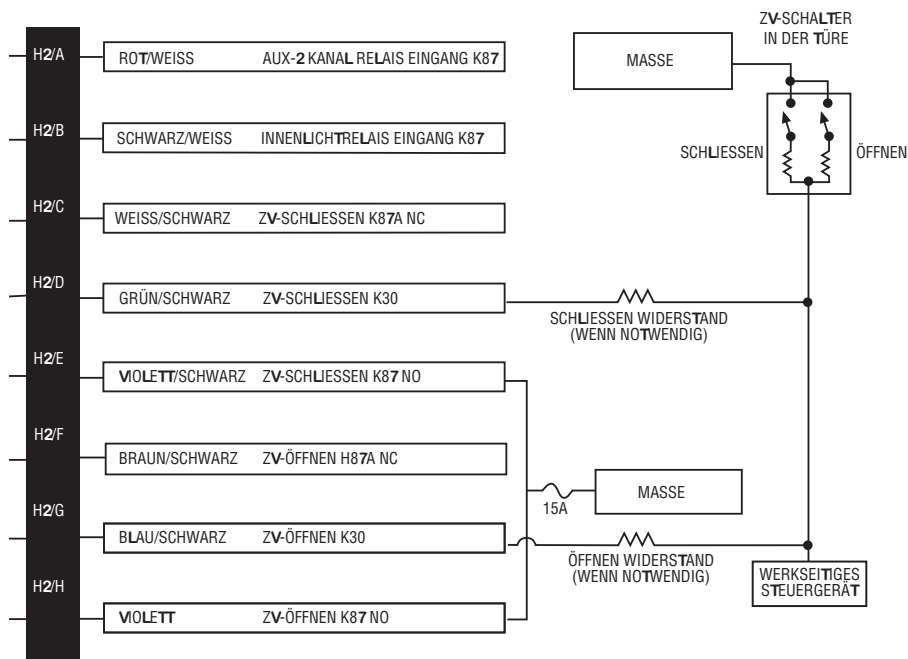 ZV-SCHALTER
IN DER TÜRE
MASSE
SCHLIESSEN
ÖFFNEN
H2/A
ROT/WEISS AUX-2 KANAL RELAIS EINGANG K87
H2/B
SCHWARZ/WEISS INNENLICHTRELAIS EINGANG K87
H2/C
WEISS/SCHWARZ ZV-SCHLIESSEN K87A NC
H2/D
GRÜN/SCHWARZ ZV-SCHLIESSEN K30
SCHLIESSEN WIDERSTAND
(WENN NOTWENDIG)
H2/E
VIOLETT/SCHWARZ ZV-SCHLIESSEN K87 NO
H2/F
BRAUN/SCHWARZ ZV-ÖFFNEN H87A NC
15A
MASSE
H2/G
BLAU/SCHWARZ ZV-ÖFFNEN K30
ÖFFNEN WIDERSTAND
(WENN NOTWENDIG)
WERKSEITIGES
STEUERGERÄT
H2/H
VIOLETT ZV-ÖFFNEN K87 NO